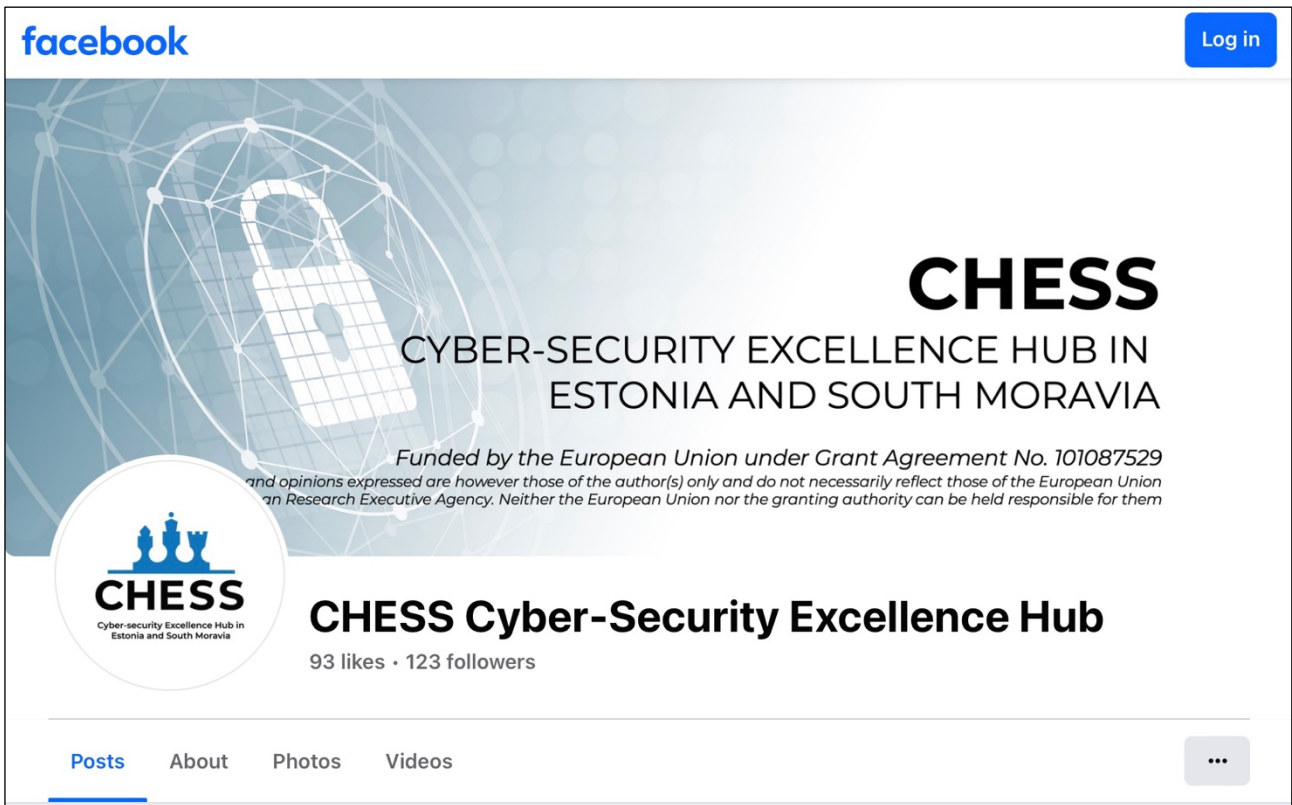 facebook
Log in
CHESS
CYBER-SECURITY EXCELLENCE HUB IN
ESTONIA AND SOUTH MORAVIA
Funded by the European Union under Grant Agreement No. 101087529
and opinions expressed are however those of the author(s) only and do not necessarily reflect those of the European Union
Research Executive Agency. Neither the European Union nor the granting authority can be held responsible for them
CHESS
Cyber-security Excellence Hub in
Estonia and South Moravia
CHESS Cyber-Security Excellence Hub
93 likes · 123 followers
Posts
About
Photos
Videos